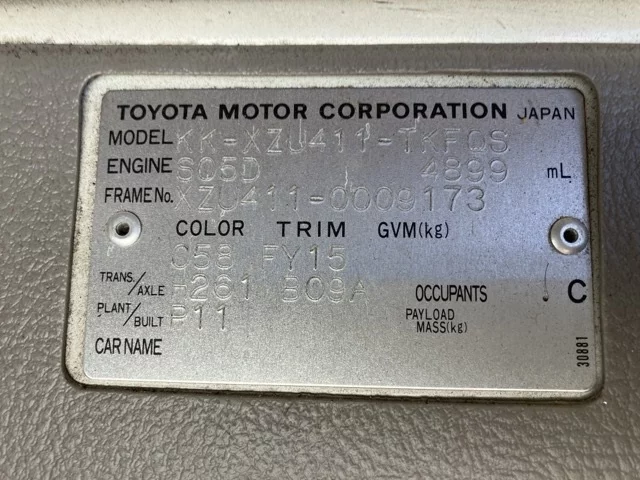 TOYOTA MOTOR CORPORATION JAPAN
MODEL KK-XZU411-TKFQS
ENGINE S05D 4899 mL
FRAME No. XZU411-0009173
COLOR TRIM GVM(kg)
058 FY15
TRANS./AXLE H261 B09A OCCUPANTS C
PLANT/BUILT P11 PAYLOAD MASS(kg)
CAR NAME
30881